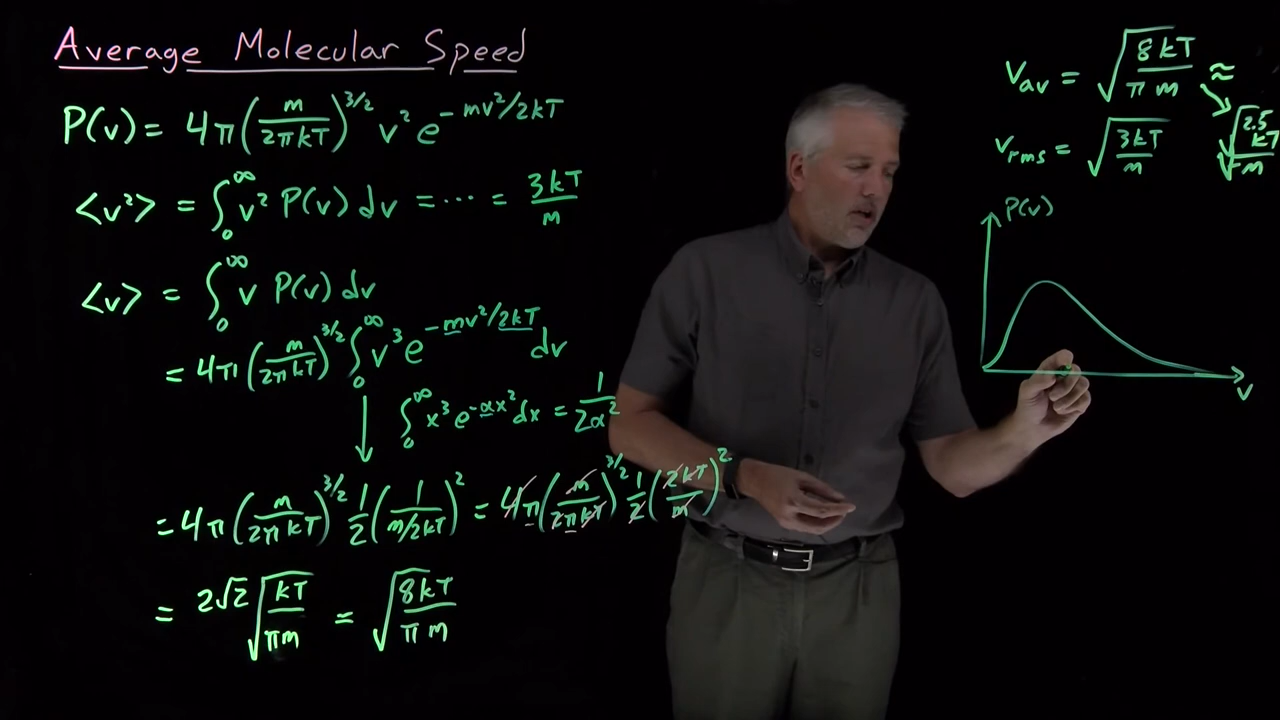 Average Molecular Speed
P(v) = 4π(m/2πkT)^3/2 v² e^−mv²/2kT
<v²> = ∫₀^∞ v² P(v) dv = ⋯ = 3kT/m
<v> = ∫₀^∞ v P(v) dv
= 4π(m/2πkT)^3/2 ∫₀^∞ v³ e^−mv²/2kT dv
↓ ∫₀^∞ x³ e^−αx² dx = 1/2α²
= 4π(m/2πkT)^3/2 1/2 (1/m/2kT)² = 4π(m/2πkT)^3/2 1/2 (2kT/m)²
= 2√2 √(kT/πm) = √(8kT/πm)
v_av = √(8kT/πm) ≈ √(2.5kT/m)
v_rms = √(3kT/m)
P(v)
v